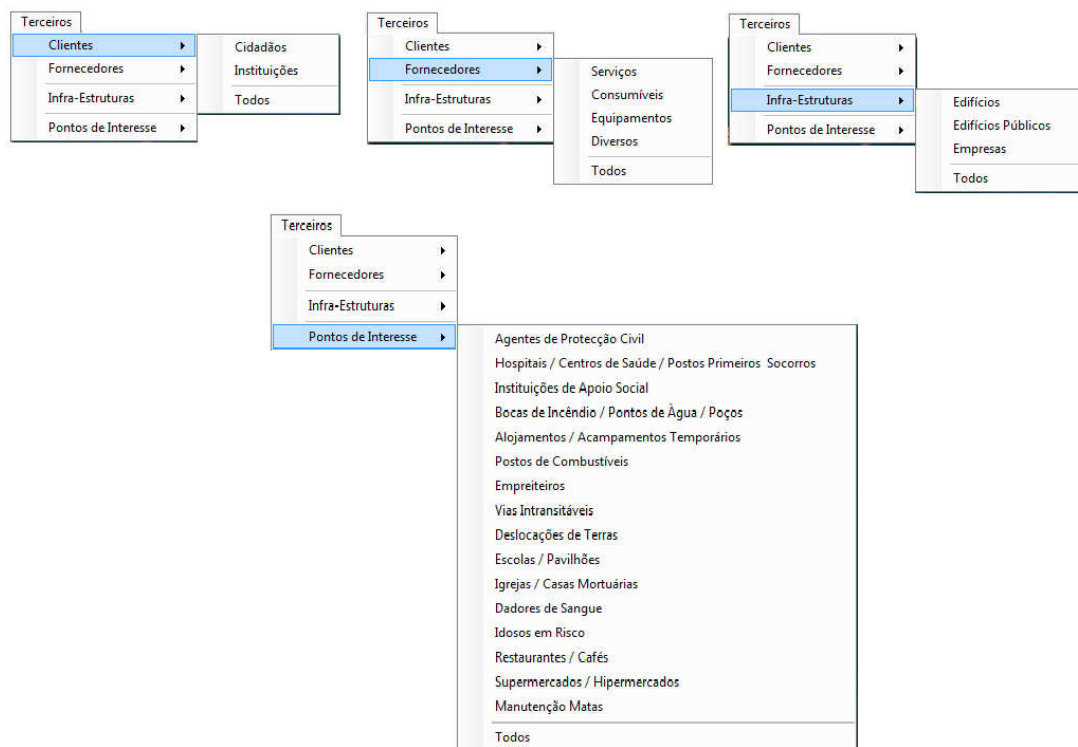 Terceiros
Clientes
Fornecedores
Infra-Estruturas
Pontos de Interesse
Cidadãos
Instituições
Todos
Terceiros
Clientes
Fornecedores
Infra-Estruturas
Pontos de Interesse
Serviços
Consumíveis
Equipamentos
Diversos
Todos
Terceiros
Clientes
Fornecedores
Infra-Estruturas
Pontos de Interesse
Edifícios
Edifícios Públicos
Empresas
Todos
Terceiros
Clientes
Fornecedores
Infra-Estruturas
Pontos de Interesse
Agentes de Protecção Civil
Hospitais / Centros de Saúde / Postos Primeiros Socorros
Instituições de Apoio Social
Bocas de Incêndio / Pontos de Àgua / Poços
Alojamentos / Acampamentos Temporários
Postos de Combustíveis
Empreiteiros
Vias Intransitáveis
Deslocações de Terras
Escolas / Pavilhões
Igrejas / Casas Mortuárias
Dadores de Sangue
Idosos em Risco
Restaurantes / Cafés
Supermercados / Hipermercados
Manutenção Matas
Todos